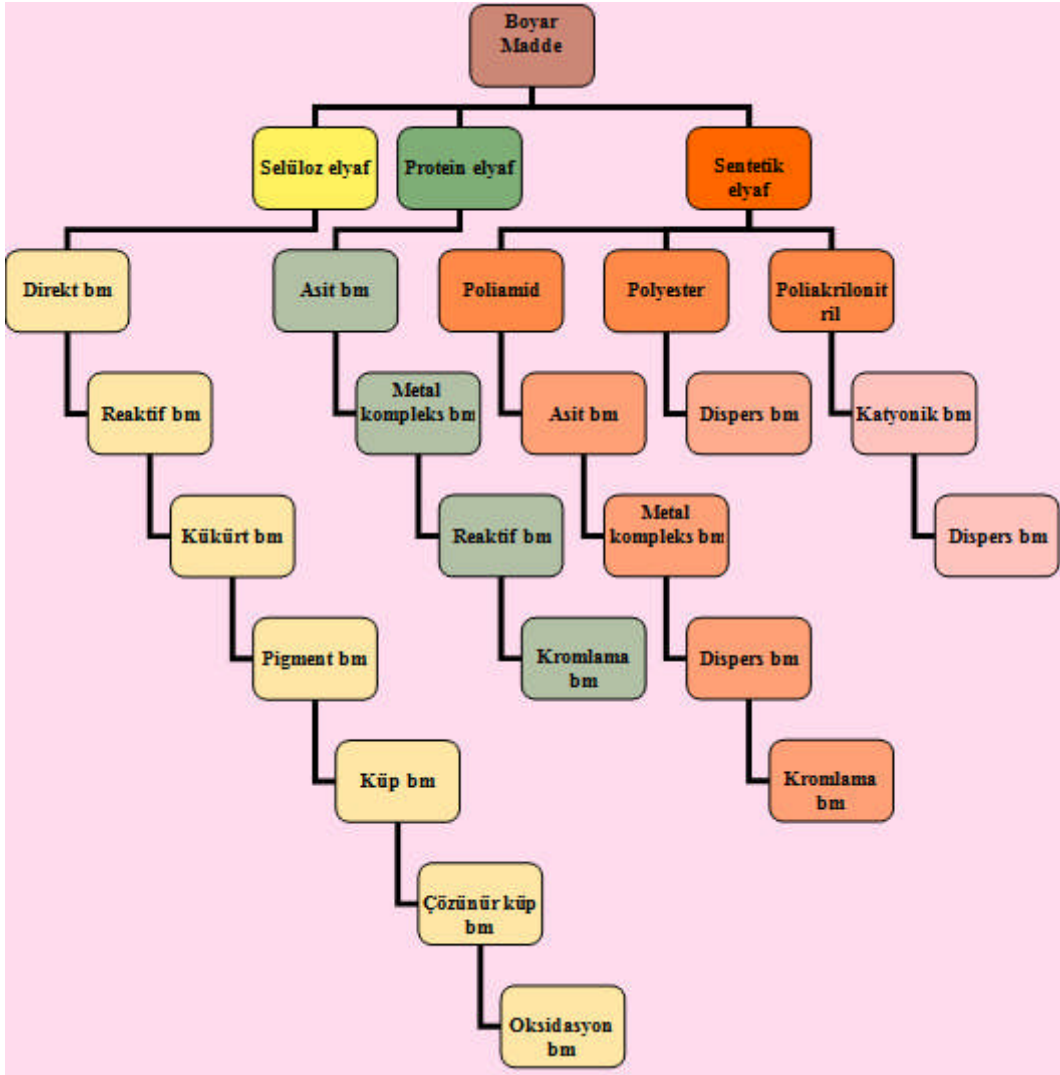 Boyar
Madde
Selüloz elyaf
Protein elyaf
Sentetik
elyaf
Direkt bm
Asit bm
Poliamid
Polyester
Poliakrilonit
ril
Reaktif bm
Metal
kompleks bm
Asit bm
Dispers bm
Katyonik bm
Kükürt bm
Reaktif bm
Metal
kompleks bm
Dispers bm
Pigment bm
Kromlama
bm
Dispers bm
Küp bm
Kromlama
bm
Çözünür küp
bm
Oksidasyon
bm